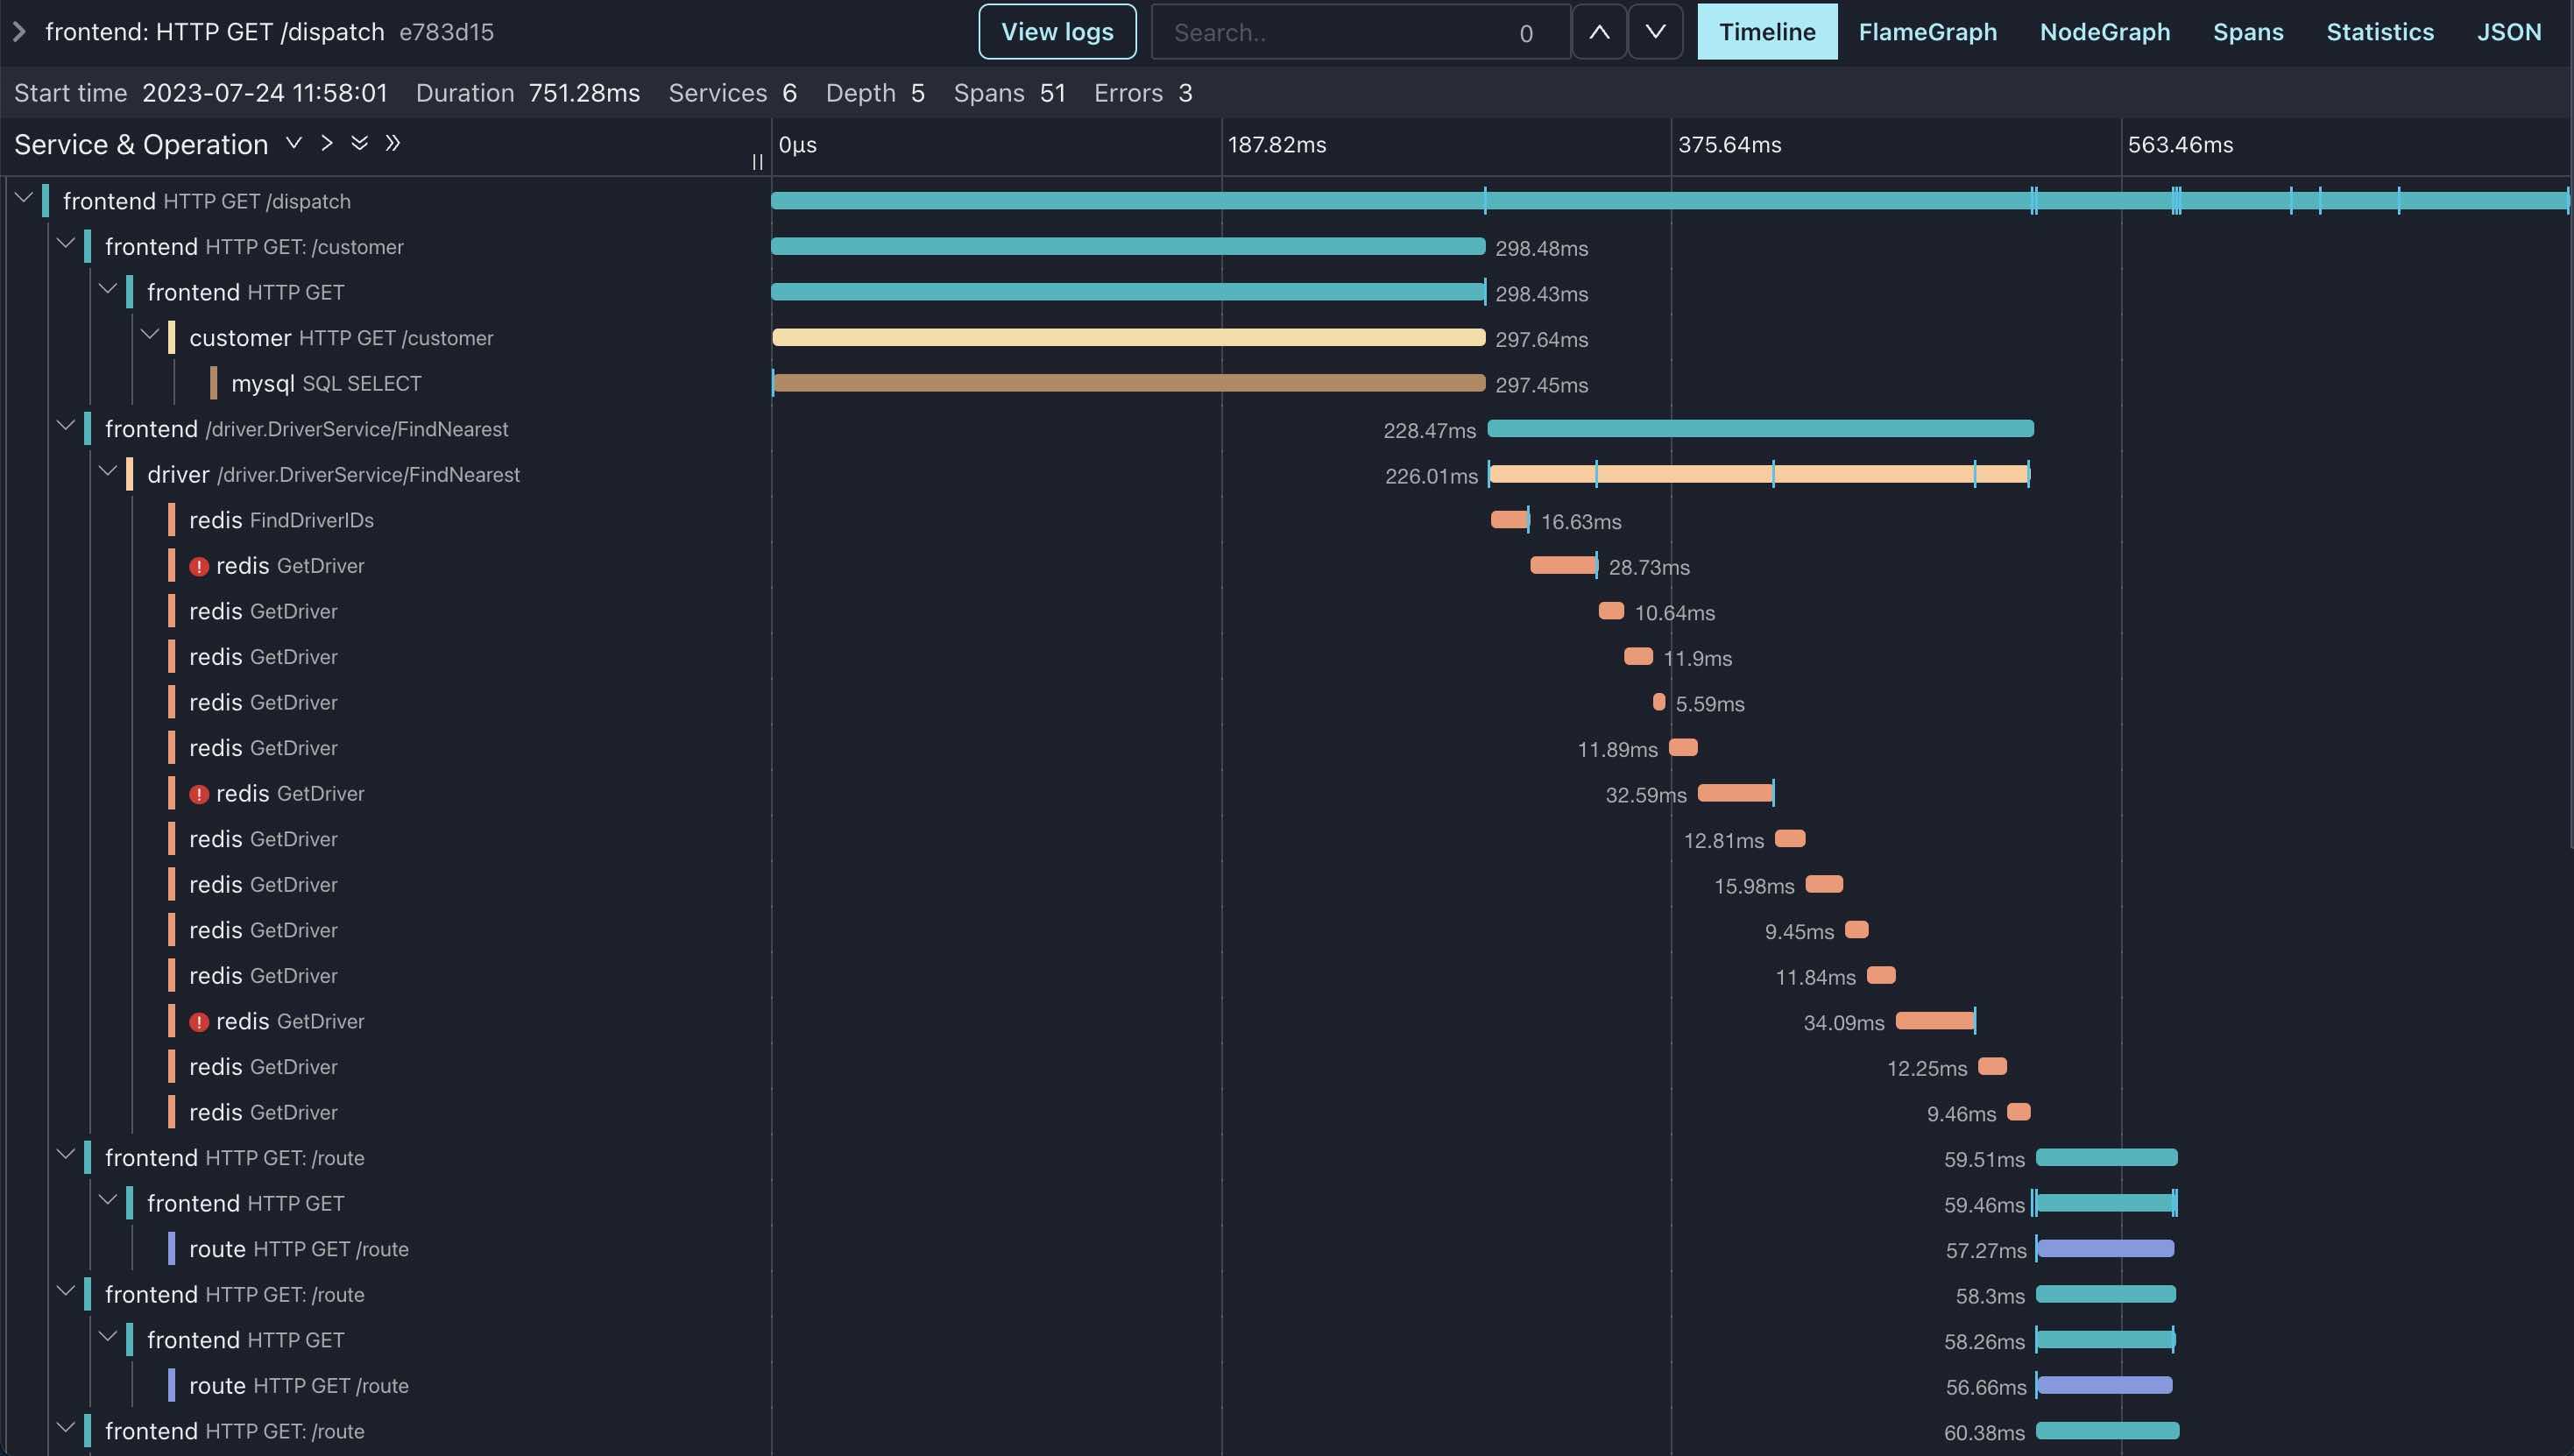 frontend: HTTP GET /dispatch e783d15 View logs Search.. 0 Timeline FlameGraph NodeGraph Spans Statistics JSON
Start time 2023-07-24 11:58:01 Duration 751.28ms Services 6 Depth 5 Spans 51 Errors 3
Service & Operation 0μs 187.82ms 375.64ms 563.46ms
frontend HTTP GET /dispatch
frontend HTTP GET: /customer 298.48ms
frontend HTTP GET 298.43ms
customer HTTP GET /customer 297.64ms
mysql SQL SELECT 297.45ms
frontend /driver.DriverService/FindNearest 228.47ms
driver /driver.DriverService/FindNearest 226.01ms
redis FindDriverIDs 16.63ms
redis GetDriver 28.73ms
redis GetDriver 10.64ms
redis GetDriver 11.9ms
redis GetDriver 5.59ms
redis GetDriver 11.89ms
redis GetDriver 32.59ms
redis GetDriver 12.81ms
redis GetDriver 15.98ms
redis GetDriver 9.45ms
redis GetDriver 11.84ms
redis GetDriver 34.09ms
redis GetDriver 12.25ms
redis GetDriver 9.46ms
frontend HTTP GET: /route 59.51ms
frontend HTTP GET 59.46ms
route HTTP GET /route 57.27ms
frontend HTTP GET: /route 58.3ms
frontend HTTP GET 58.26ms
route HTTP GET /route 56.66ms
frontend HTTP GET: /route 60.38ms